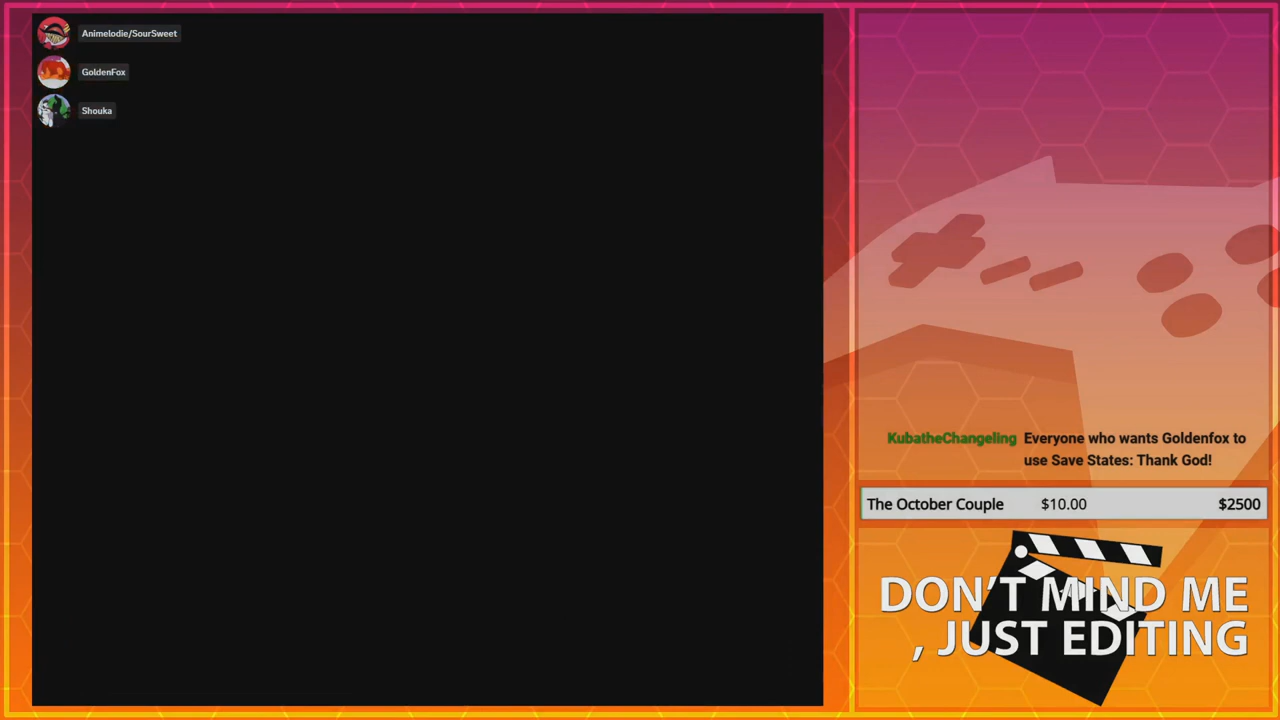 Animelodie/SourSweet
GoldenFox
Shouka
KubatheChangeling Everyone who wants Goldenfox to
use Save States: Thank God!
The October Couple $10.00 $2500
DON'T MIND ME
, JUST EDITING